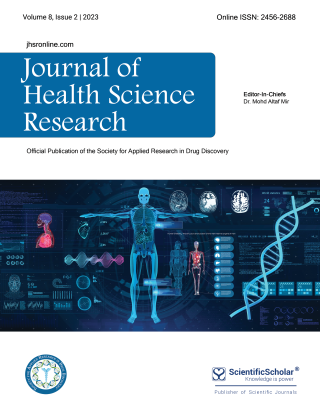 Volume 8, Issue 2 | 2023
Online ISSN: 2456-2688
jhsronline.com
Journal of
Health Science
Research
Editor-in-Chiefs
Dr. Mohd Altaf Mir
Official Publication of the Society for Applied Research in Drug Discovery
ScientificScholar®
Knowledge is power
Publisher of Scientific Journals